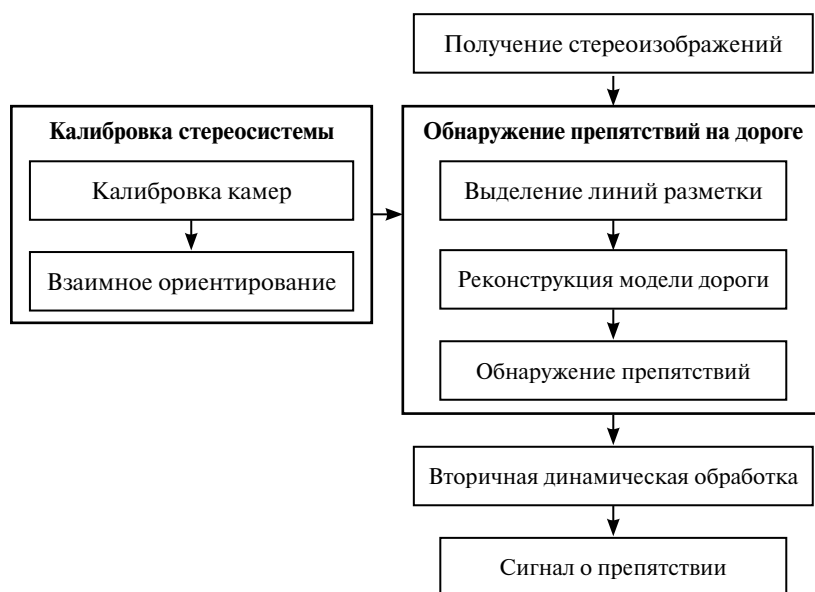 Получение стереоизображений
Калибровка стереосистемы
Калибровка камер
Взаимное ориентирование
Обнаружение препятствий на дороге
Выделение линий разметки
Реконструкция модели дороги
Обнаружение препятствий
Вторичная динамическая обработка
Сигнал о препятствии